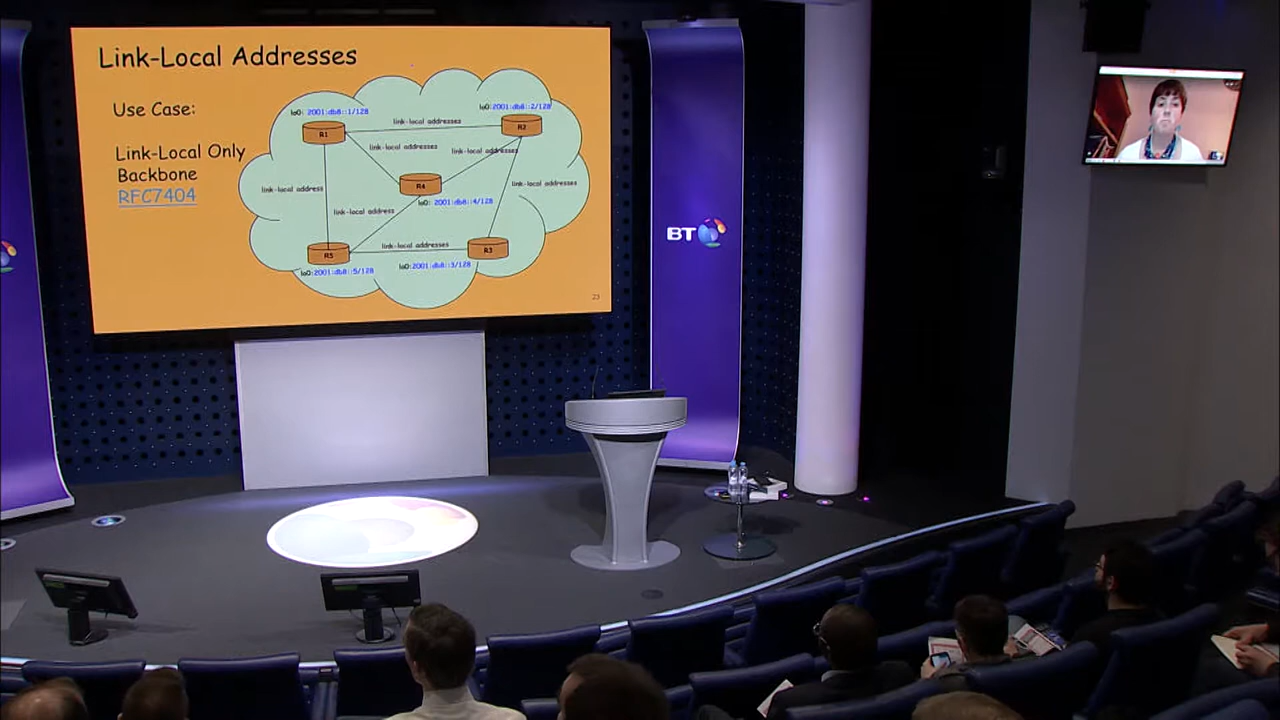 Link-Local Addresses
Use Case:
Link-Local Only
Backbone
RFC7404
lo0: 2001:db8::1/128
lo0:2001:db8::2/128
R1
link-local addresses
R2
link-local addresses
link-local addresses
link-local address
R4
link-local addresses
lo0: 2001:db8::4/128
link-local address
R5
link-local addresses
R3
lo0:2001:db8::5/128
lo0:2001:db8::3/128
23
BT